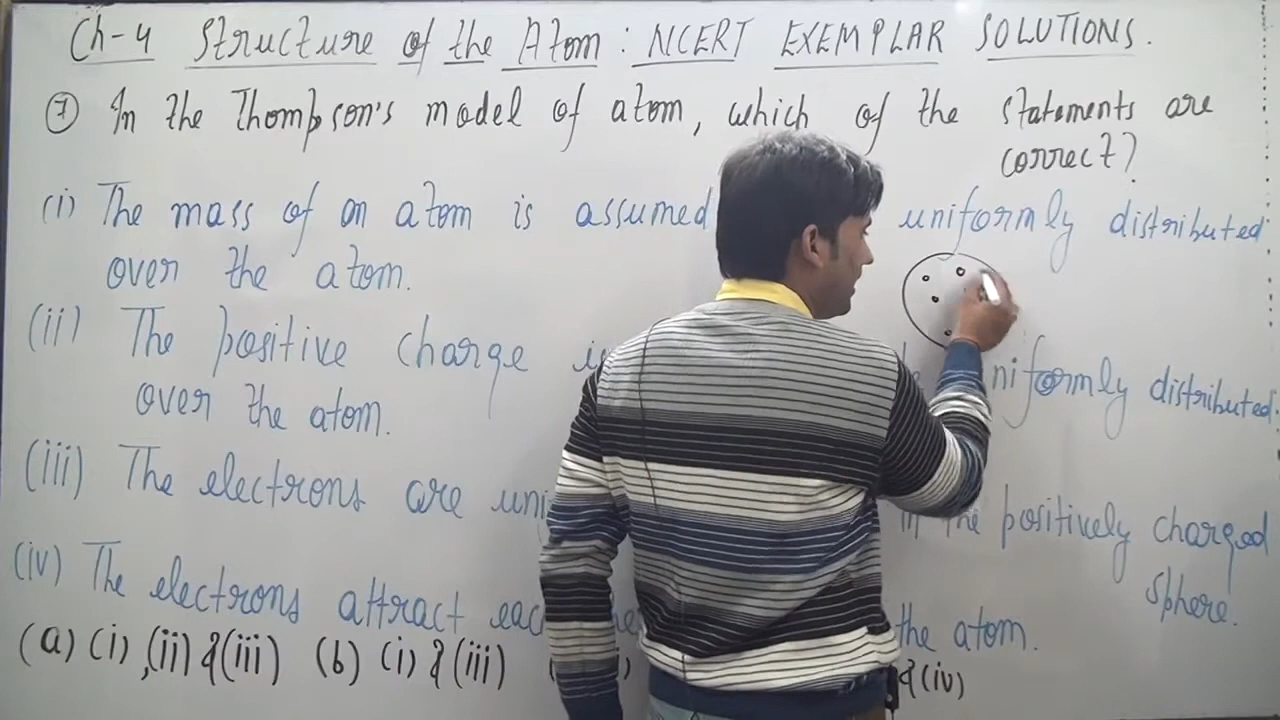 Ch-4 Structure of the Atom : NCERT EXEMPLAR SOLUTIONS.
7 In the Thompson's model of atom, which of the statements are
correct?
(i) The mass of an atom is assumed uniformly distributed
over the atom.
(ii) The positive charge is uniformly distributed
over the atom.
(iii) The electrons are in the positively charged
sphere.
(iv) The electrons attract each the atom.
(a) (i), (ii) & (iii) (b) (i) & (iii) & (iv)